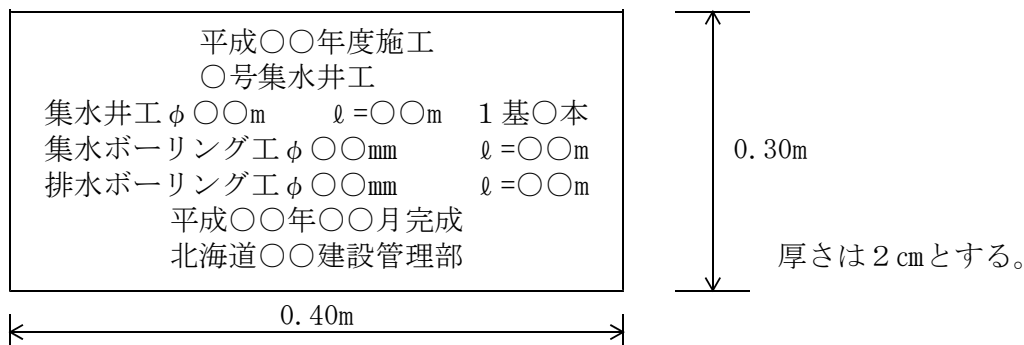 平成○○年度施工
○号集水井工
集水井工φ○○m　ℓ=○○m　1基○本
集水ボーリング工φ○○㎜　ℓ=○○m
排水ボーリング工φ○○㎜　ℓ=○○m
平成○○年○○月完成
北海道○○建設管理部
0.30m
厚さは２㎝とする。
0.40m